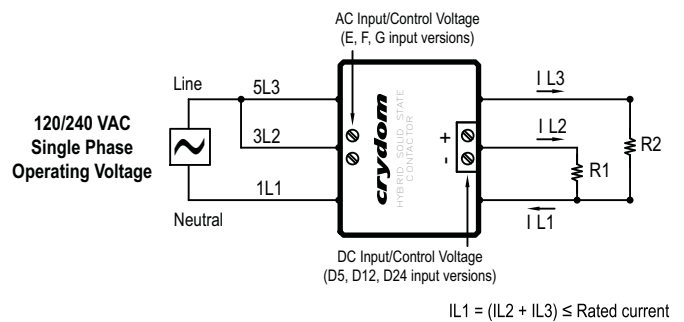 AC Input/Control Voltage
(E, F, G input versions)
Line
5L3
I L3
120/240 VAC
Single Phase
Operating Voltage
3L2
crydom
HYBRID SOLID STATE
CONTACTOR
+
-
I L2
R1
R2
1L1
Neutral
I L1
DC Input/Control Voltage
(D5, D12, D24 input versions)
IL1 = (IL2 + IL3) ≤ Rated current